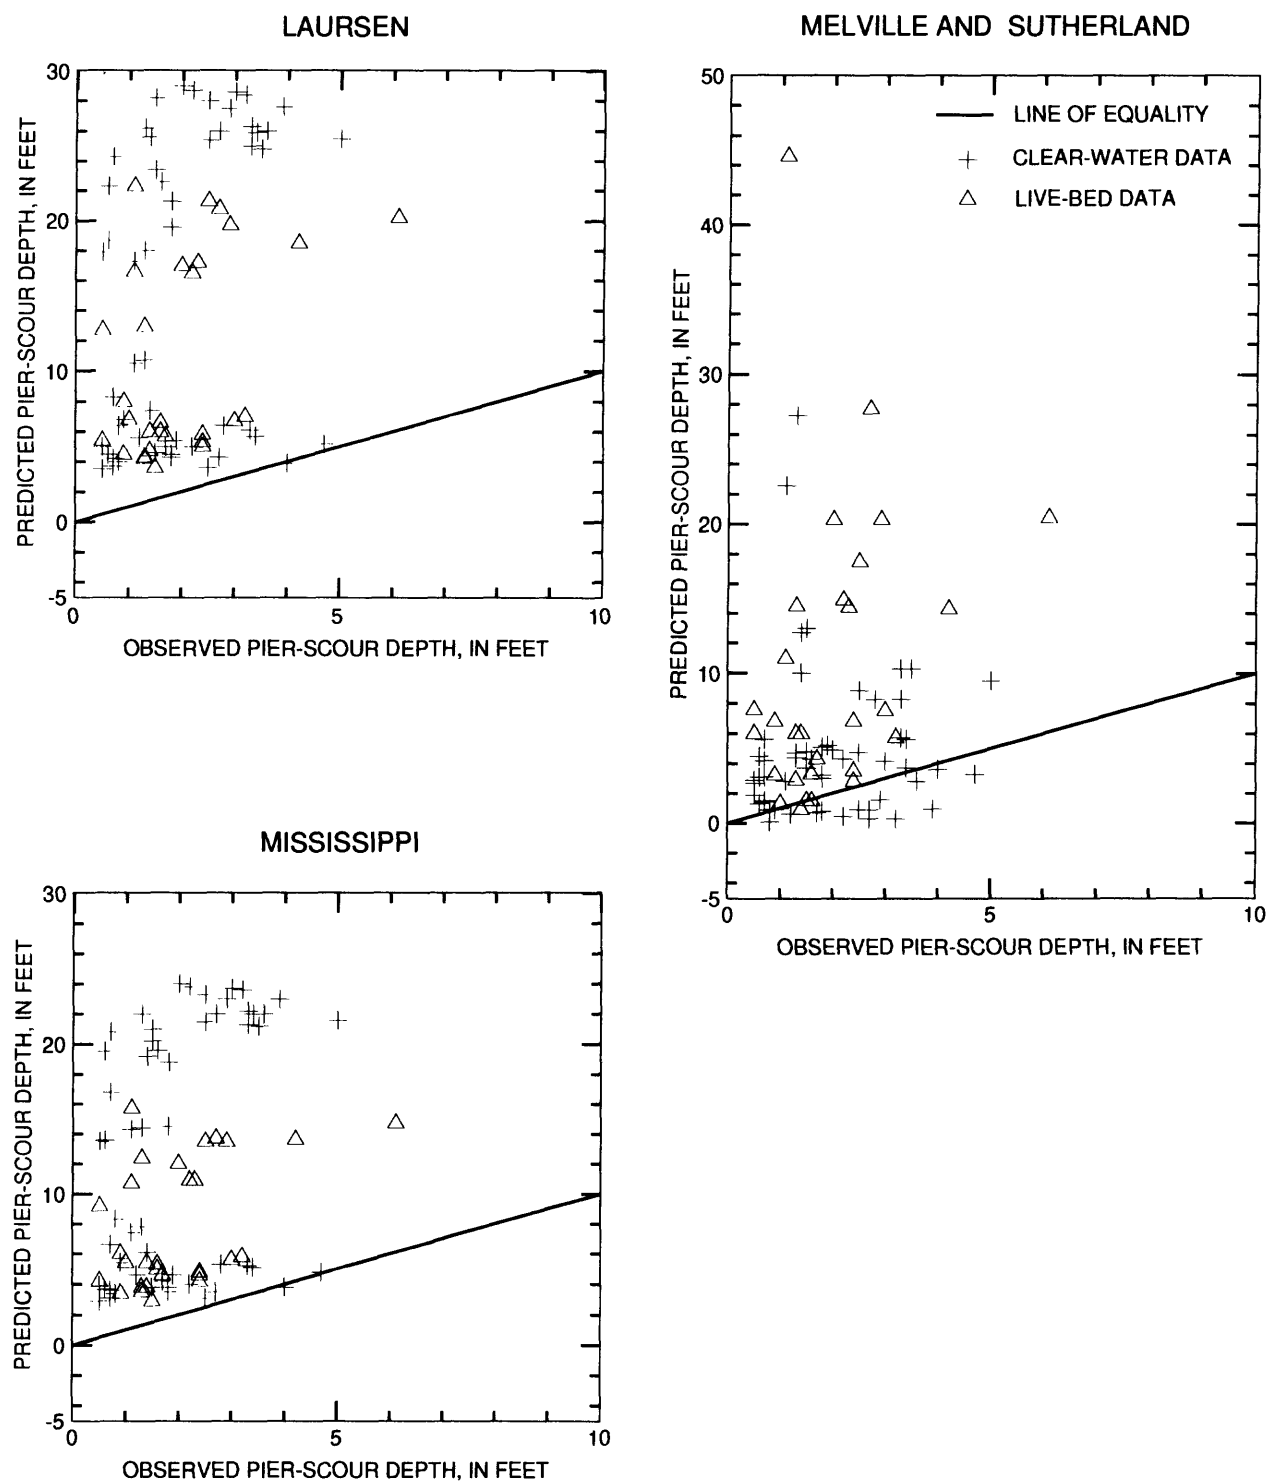 LAURSEN
30
20
10
0
-5
0 5 10
PREDICTED PIER-SCOUR DEPTH, IN FEET
OBSERVED PIER-SCOUR DEPTH, IN FEET
MELVILLE AND SUTHERLAND
LINE OF EQUALITY
CLEAR-WATER DATA
LIVE-BED DATA
50
40
30
20
10
0
-5
0 5 10
PREDICTED PIER-SCOUR DEPTH, IN FEET
OBSERVED PIER-SCOUR DEPTH, IN FEET
MISSISSIPPI
30
20
10
0
-5
0 5 10
PREDICTED PIER-SCOUR DEPTH, IN FEET
OBSERVED PIER-SCOUR DEPTH, IN FEET